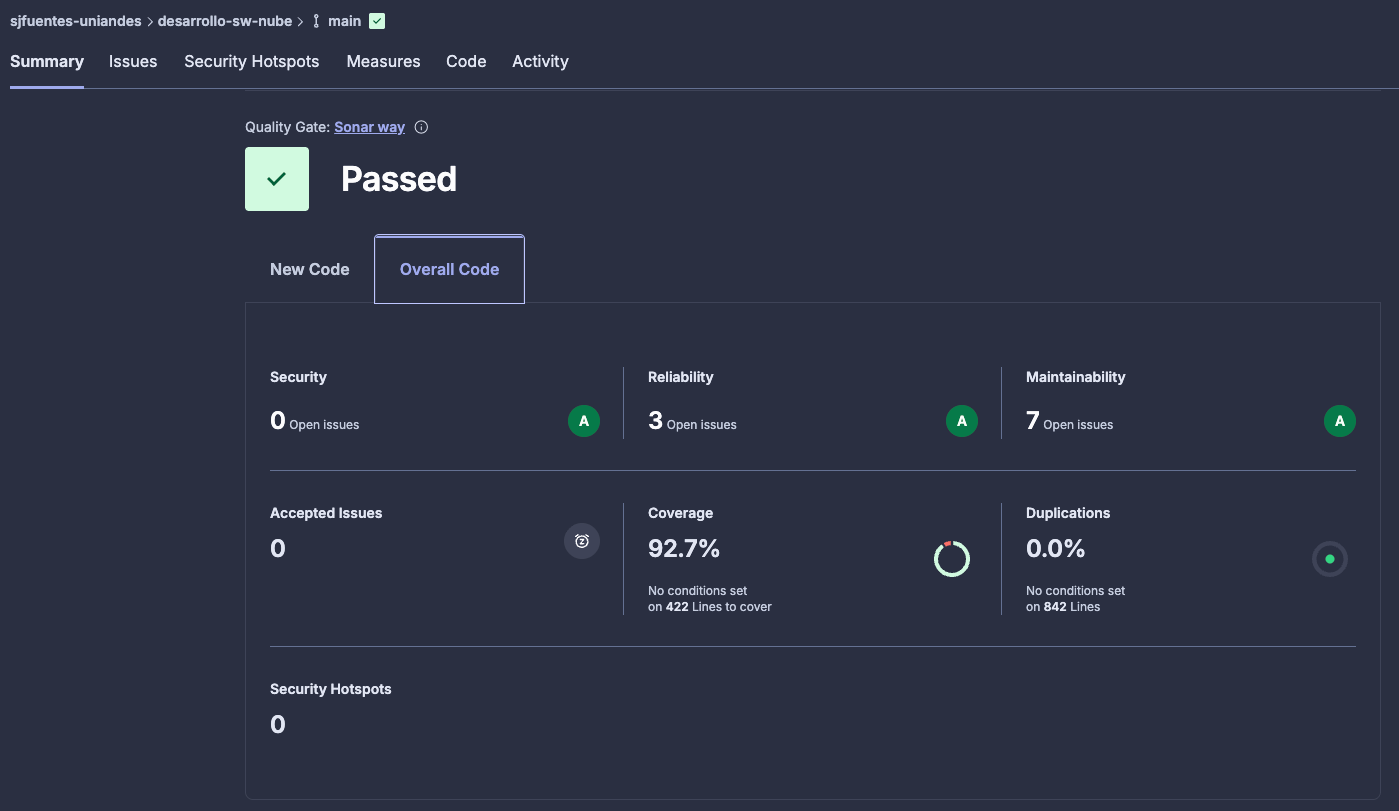 sjfuentes-uniandes > desarrollo-sw-nube > main
Summary Issues Security Hotspots Measures Code Activity
Quality Gate: Sonar way
Passed
New Code Overall Code
Security
0 Open issues
A
Reliability
3 Open issues
A
Maintainability
7 Open issues
A
Accepted Issues
0
Coverage
92.7%
No conditions set
on 422 Lines to cover
Duplications
0.0%
No conditions set
on 842 Lines
Security Hotspots
0